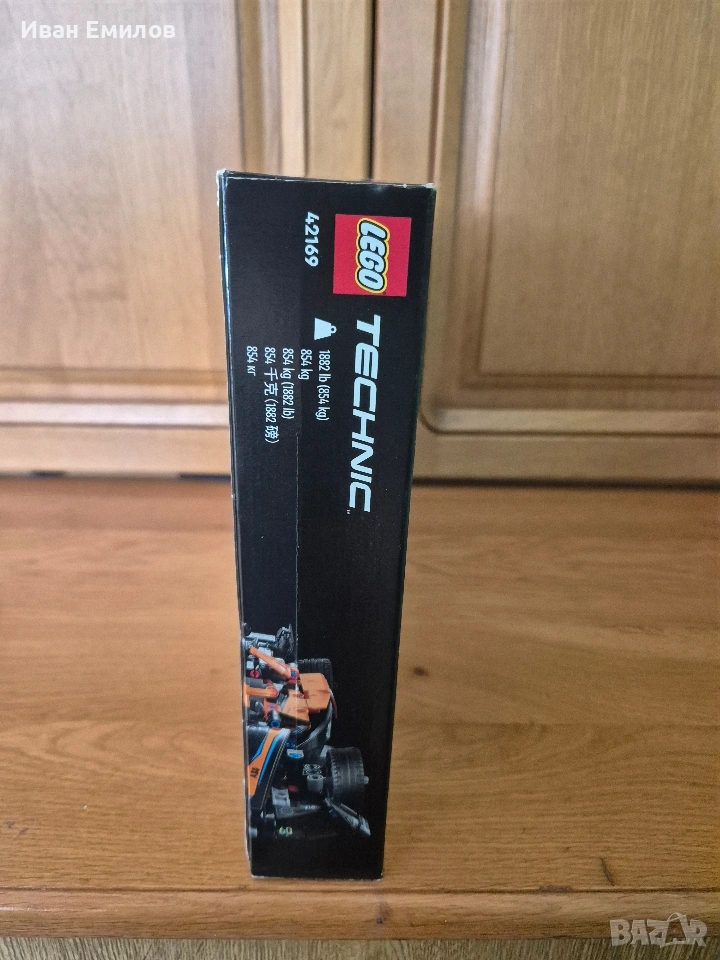 Иван Емилов
LEGO
TECHNIC
42169
1882 lb (854 kg)
854 kg
854 kg (1882 lb)
854 千克 (1882 磅)
854 кг
BAZAR